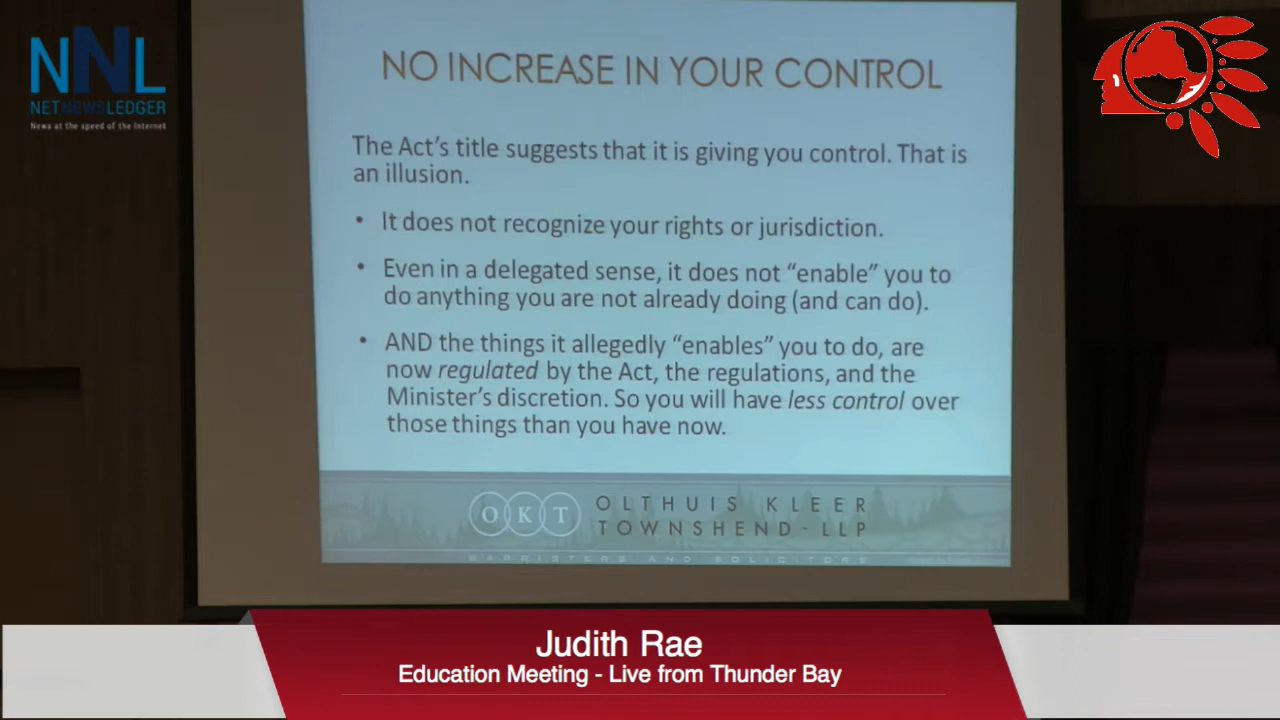 NNL
NETNEWSLEDGER
News at the speed of the Internet
NO INCREASE IN YOUR CONTROL
The Act's title suggests that it is giving you control. That is
an illusion.
• It does not recognize your rights or jurisdiction.
• Even in a delegated sense, it does not “enable” you to
do anything you are not already doing (and can do).
• AND the things it allegedly “enables” you to do, are
now regulated by the Act, the regulations, and the
Minister's discretion. So you will have less control over
those things than you have now.
OKT
OLTHUIS KLEER
TOWNSHEND - LLP
BARRISTERS AND SOLICITORS
Judith Rae
Education Meeting - Live from Thunder Bay